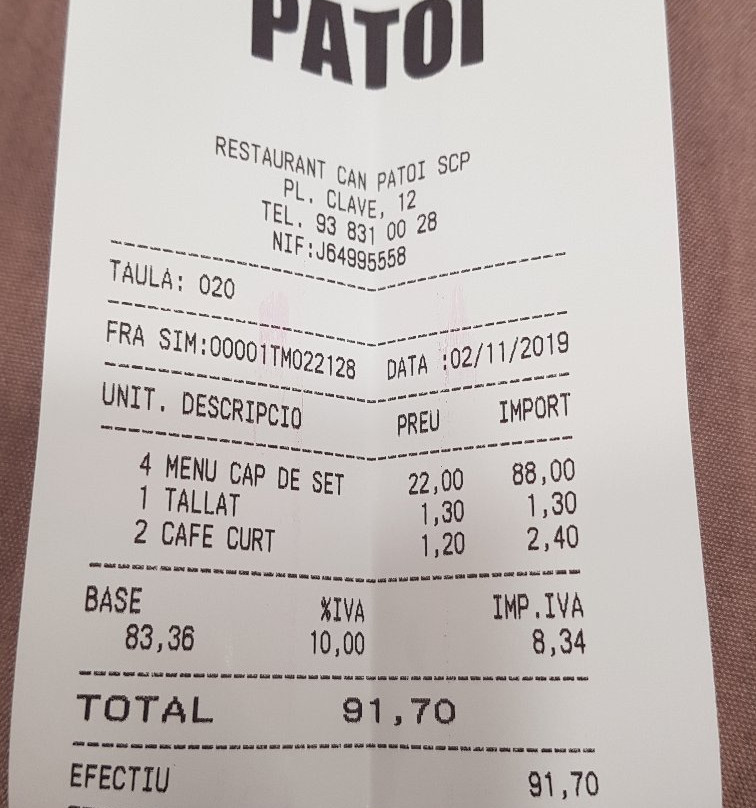 PATOI
RESTAURANT CAN PATOI SCP
PL. CLAVE, 12
TEL. 93 831 00 28
NIF:J64995558
TAULA: 020
FRA SIM:00001TM022128 DATA :02/11/2019
UNIT. DESCRIPCIO PREU IMPORT
4 MENU CAP DE SET 22,00 88,00
1 TALLAT 1,30 1,30
2 CAFE CURT 1,20 2,40
BASE %IVA IMP.IVA
83,36 10,00 8,34
TOTAL 91,70
EFECTIU 91,70